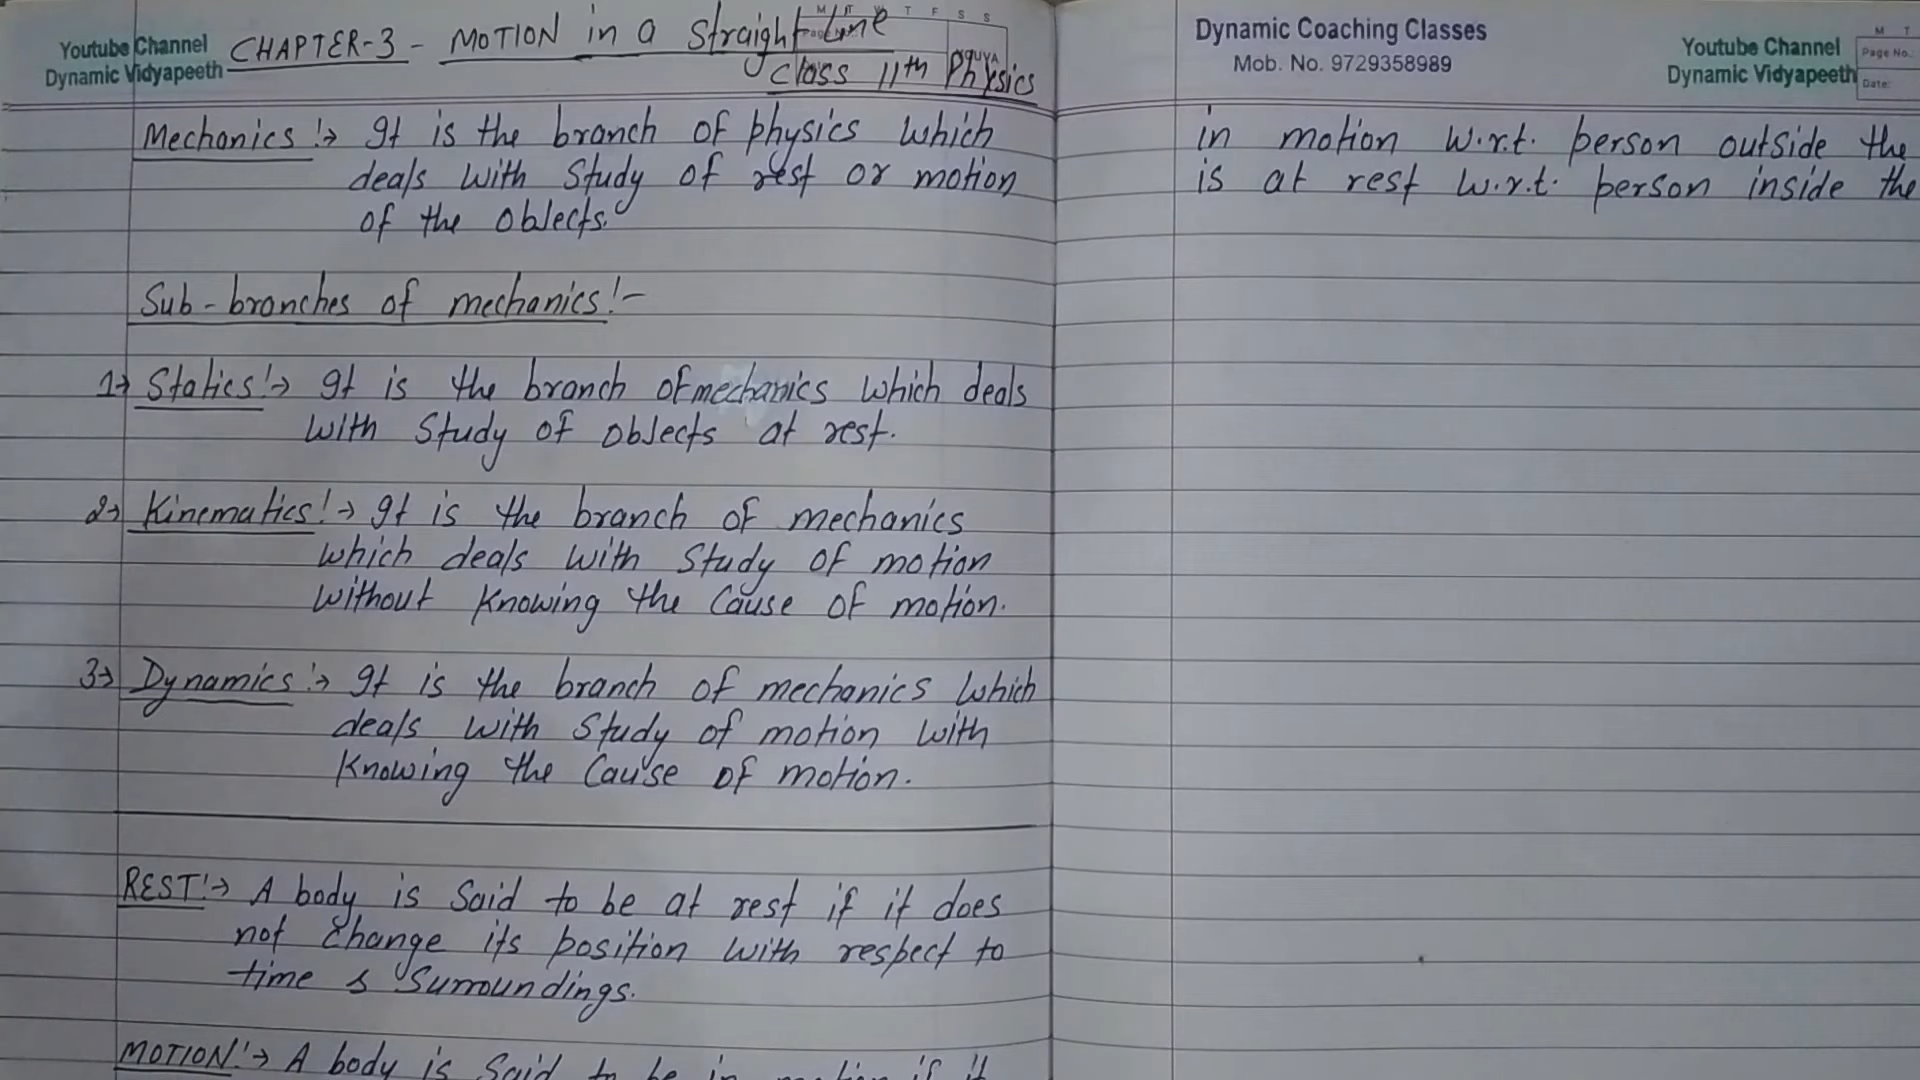 Youtube Channel
Dynamic Vidyapeeth
CHAPTER-3 - MOTION in a Straight Line
Class 11th Physics
Mechanics :→ It is the branch of physics which
deals with study of rest or motion
of the objects.
Sub-branches of mechanics :-
1→ Statics :→ It is the branch of mechanics which deals
with study of objects at rest.
2→ Kinematics :→ It is the branch of mechanics
which deals with study of motion
without knowing the cause of motion.
3→ Dynamics :→ It is the branch of mechanics which
deals with study of motion with
knowing the cause of motion.
REST :→ A body is said to be at rest if it does
not change its position with respect to
time & surroundings.
MOTION :→ A body is said to be in motion if it
Dynamic Coaching Classes
Mob. No. 9729358989
Youtube Channel
Dynamic Vidyapeeth
M T
Page No.:
Date:
in motion w.r.t. person outside the
is at rest w.r.t. person inside the